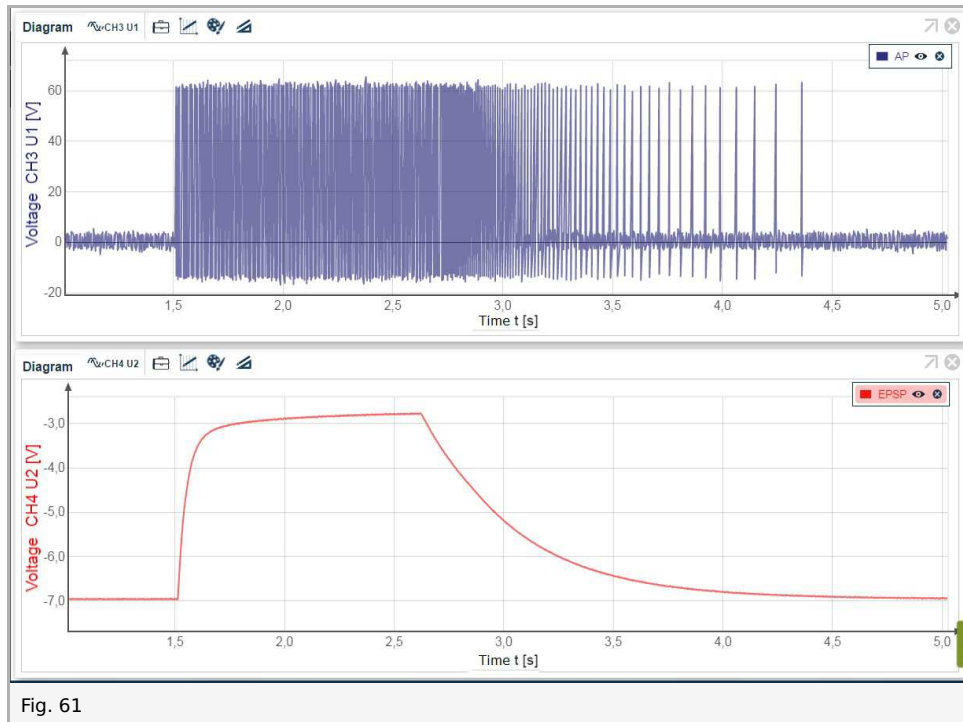 Diagram CH3 U1
AP
Voltage CH3 U1 [V]
60
40
20
0
-20
1,5 2,0 2,5 3,0 3,5 4,0 4,5 5,0
Time t [s]
Diagram CH4 U2
EPSP
Voltage CH4 U2 [V]
-3,0
-4,0
-5,0
-6,0
-7,0
1,5 2,0 2,5 3,0 3,5 4,0 4,5 5,0
Time t [s]
Fig. 61